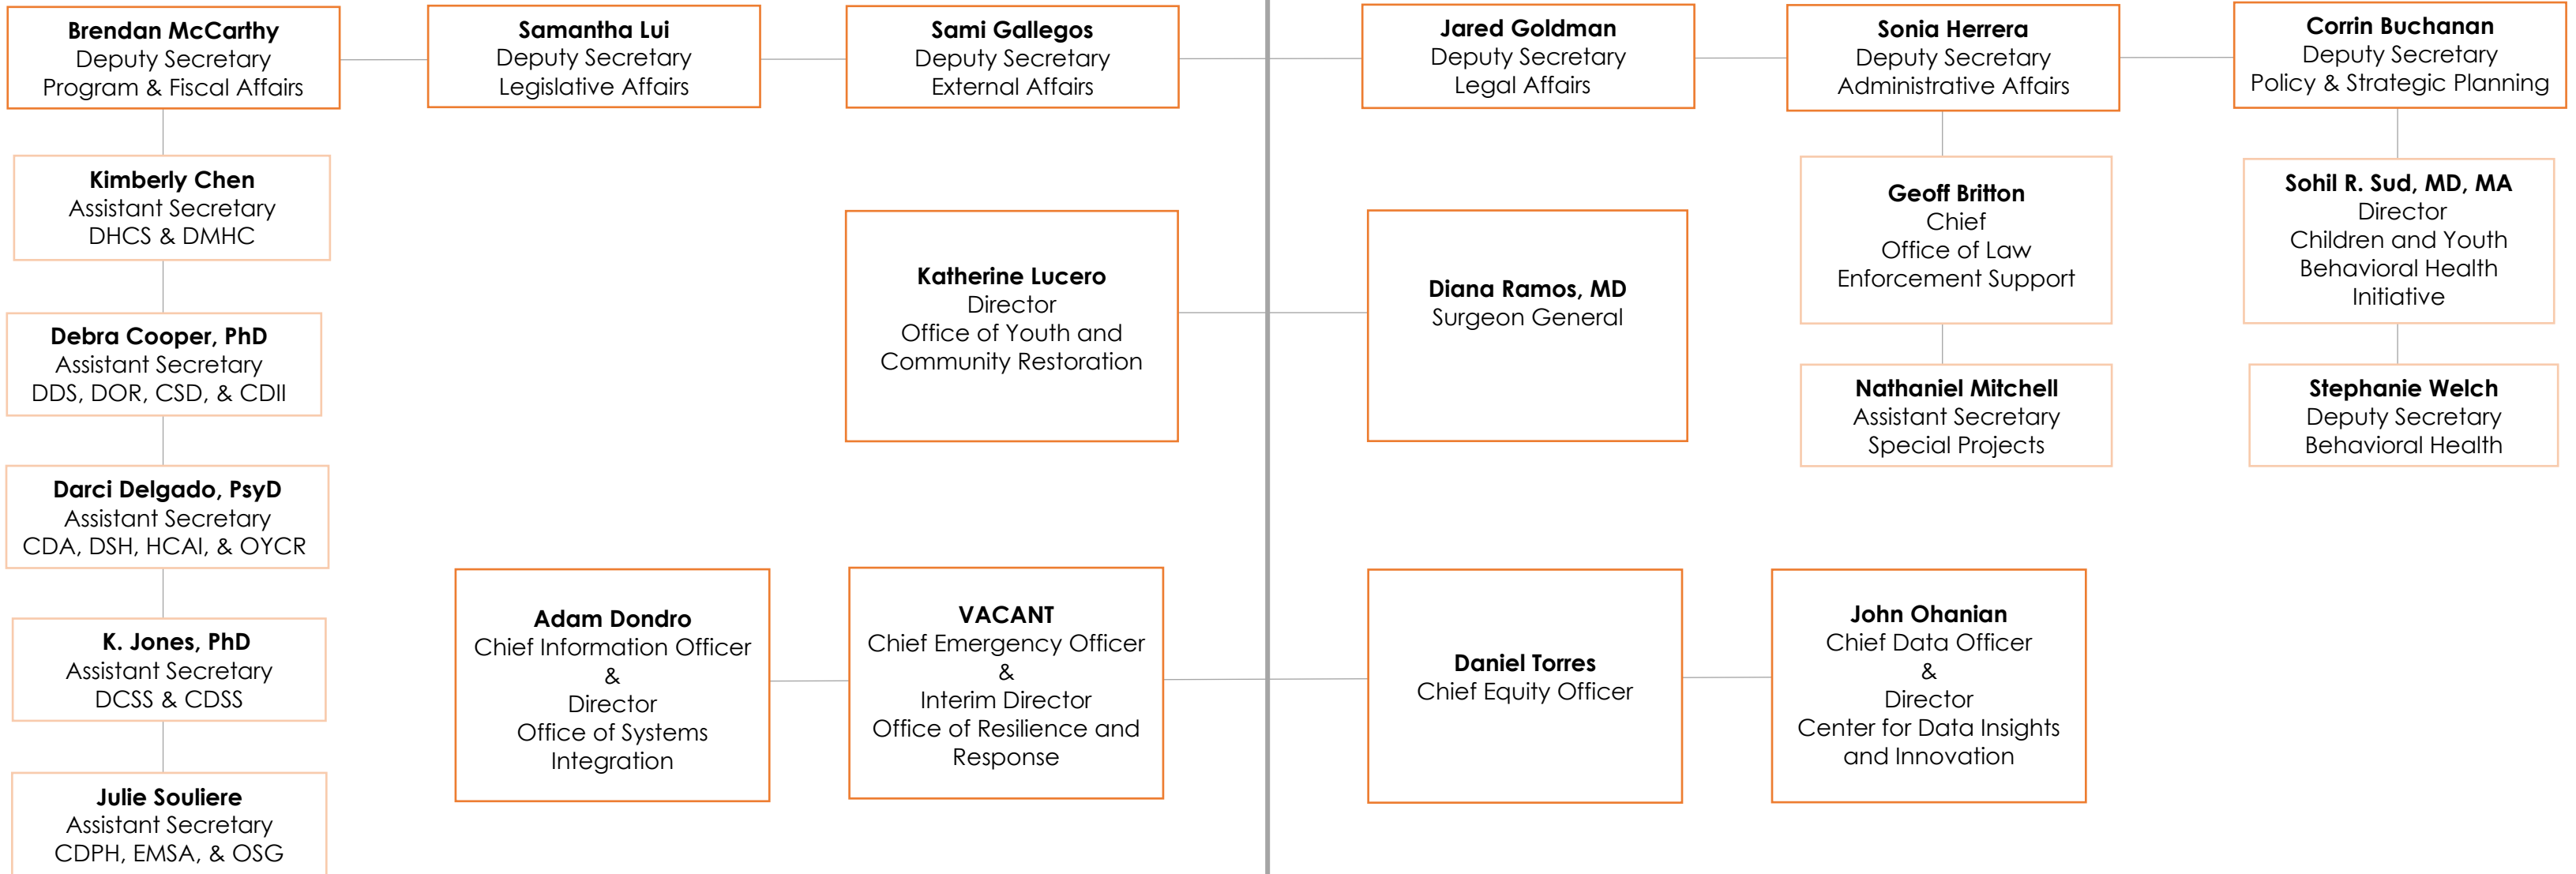 Brendan McCarthy
Deputy Secretary
Program & Fiscal Affairs
Samantha Lui
Deputy Secretary
Legislative Affairs
Sami Gallegos
Deputy Secretary
External Affairs
Jared Goldman
Deputy Secretary
Legal Affairs
Sonia Herrera
Deputy Secretary
Administrative Affairs
Corrin Buchanan
Deputy Secretary
Policy & Strategic Planning
Kimberly Chen
Assistant Secretary
DHCS & DMHC
Debra Cooper, PhD
Assistant Secretary
DDS, DOR, CSD, & CDII
Darci Delgado, PsyD
Assistant Secretary
CDA, DSH, HCAI, & OYCR
K. Jones, PhD
Assistant Secretary
DCSS & CDSS
Julie Souliere
Assistant Secretary
CDPH, EMSA, & OSG
Katherine Lucero
Director
Office of Youth and
Community Restoration
Diana Ramos, MD
Surgeon General
Geoff Britton
Chief
Office of Law
Enforcement Support
Nathaniel Mitchell
Assistant Secretary
Special Projects
Sohil R. Sud, MD, MA
Director
Children and Youth
Behavioral Health
Initiative
Stephanie Welch
Deputy Secretary
Behavioral Health
Adam Dondro
Chief Information Officer
&
Director
Office of Systems
Integration
VACANT
Chief Emergency Officer
&
Interim Director
Office of Resilience and
Response
Daniel Torres
Chief Equity Officer
John Ohanian
Chief Data Officer
&
Director
Center for Data Insights
and Innovation